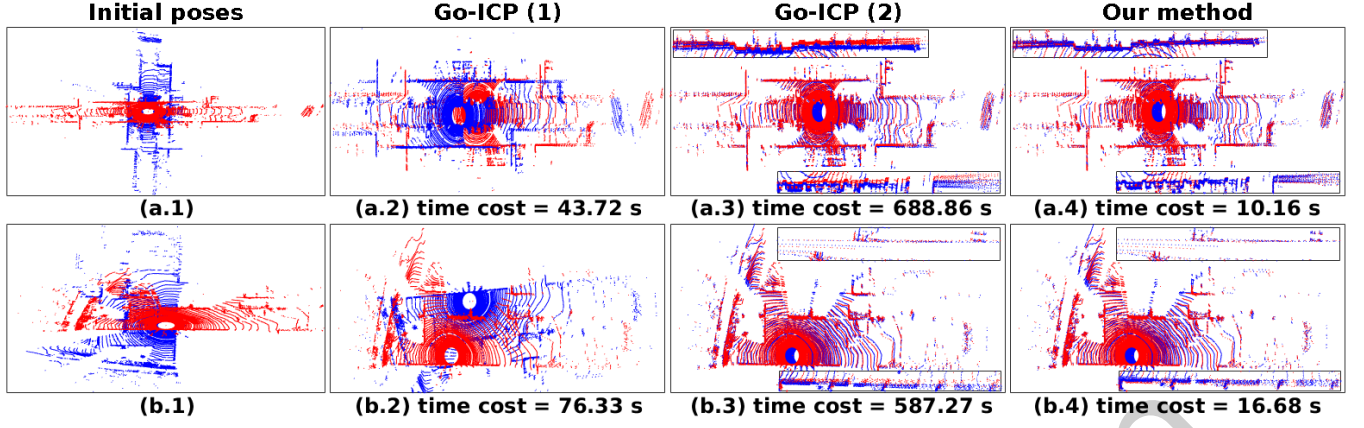 Initial poses Go-ICP (1) Go-ICP (2) Our method
(a.1) (a.2) time cost = 43.72 s (a.3) time cost = 688.86 s (a.4) time cost = 10.16 s
(b.1) (b.2) time cost = 76.33 s (b.3) time cost = 587.27 s (b.4) time cost = 16.68 s